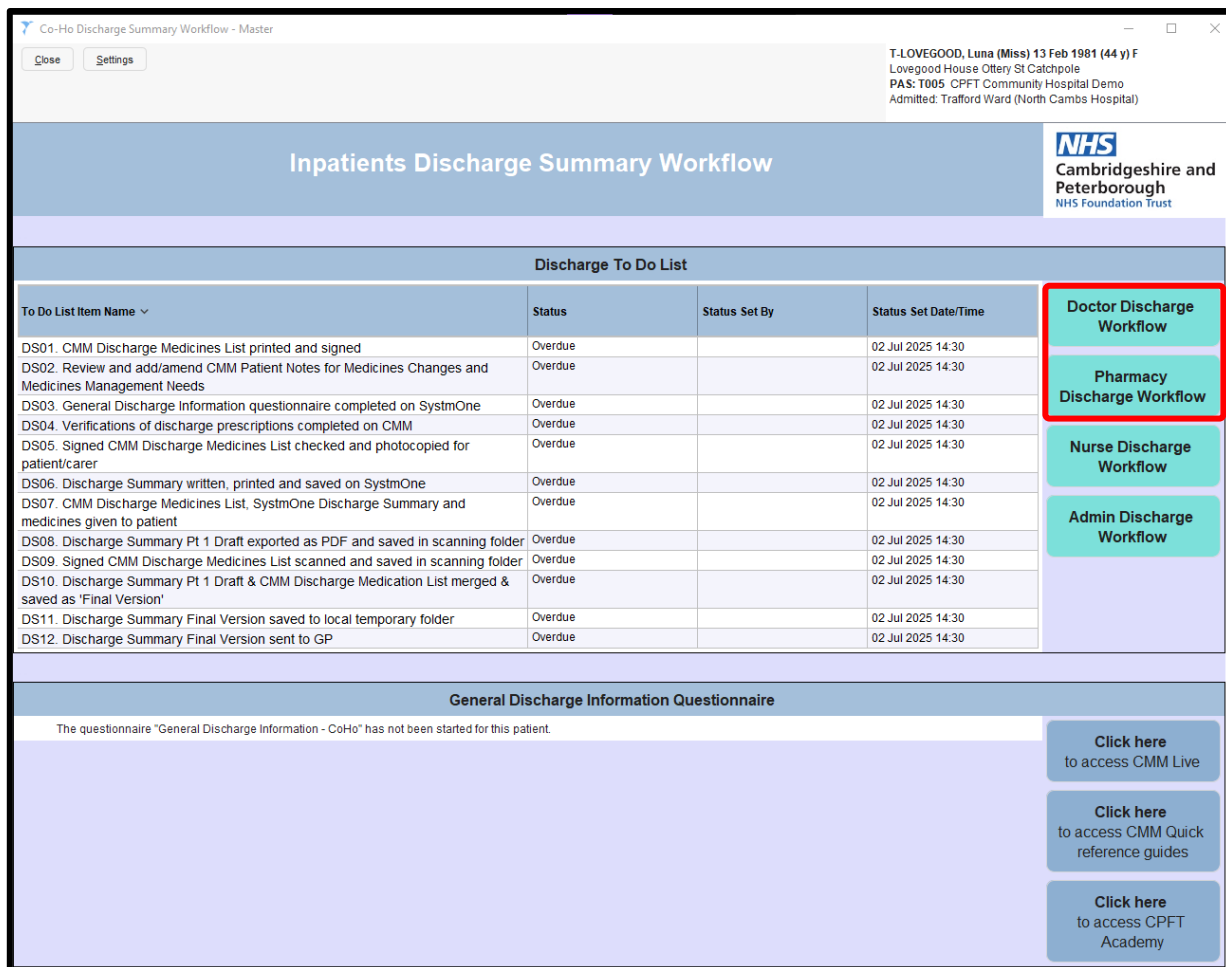 Co-Ho Discharge Summary Workflow - Master
Close
Settings
T-LOVEGOOD, Luna (Miss) 13 Feb 1981 (44 y) F
Lovegood House Ottery St Catchpole
PAS: T005 CPFT Community Hospital Demo
Admitted: Trafford Ward (North Cambs Hospital)
Inpatients Discharge Summary Workflow
NHS
Cambridgeshire and
Peterborough
NHS Foundation Trust
Discharge To Do List
To Do List Item Name Status Status Set By Status Set Date/Time
DS01. CMM Discharge Medicines List printed and signed Overdue 02 Jul 2025 14:30
DS02. Review and add/amend CMM Patient Notes for Medicines Changes and Overdue 02 Jul 2025 14:30
Medicines Management Needs
DS03. General Discharge Information questionnaire completed on SystmOne Overdue 02 Jul 2025 14:30
DS04. Verifications of discharge prescriptions completed on CMM Overdue 02 Jul 2025 14:30
DS05. Signed CMM Discharge Medicines List checked and photocopied for Overdue 02 Jul 2025 14:30
patient/carer
DS06. Discharge Summary written, printed and saved on SystmOne Overdue 02 Jul 2025 14:30
DS07. CMM Discharge Medicines List, SystmOne Discharge Summary and Overdue 02 Jul 2025 14:30
medicines given to patient
DS08. Discharge Summary Pt 1 Draft exported as PDF and saved in scanning folder Overdue 02 Jul 2025 14:30
DS09. Signed CMM Discharge Medicines List scanned and saved in scanning folder Overdue 02 Jul 2025 14:30
DS10. Discharge Summary Pt 1 Draft & CMM Discharge Medication List merged & Overdue 02 Jul 2025 14:30
saved as 'Final Version'
DS11. Discharge Summary Final Version saved to local temporary folder Overdue 02 Jul 2025 14:30
DS12. Discharge Summary Final Version sent to GP Overdue 02 Jul 2025 14:30
Doctor Discharge
Workflow
Pharmacy
Discharge Workflow
Nurse Discharge
Workflow
Admin Discharge
Workflow
General Discharge Information Questionnaire
The questionnaire "General Discharge Information - CoHo" has not been started for this patient.
Click here
to access CMM Live
Click here
to access CMM Quick
reference guides
Click here
to access CPFT
Academy